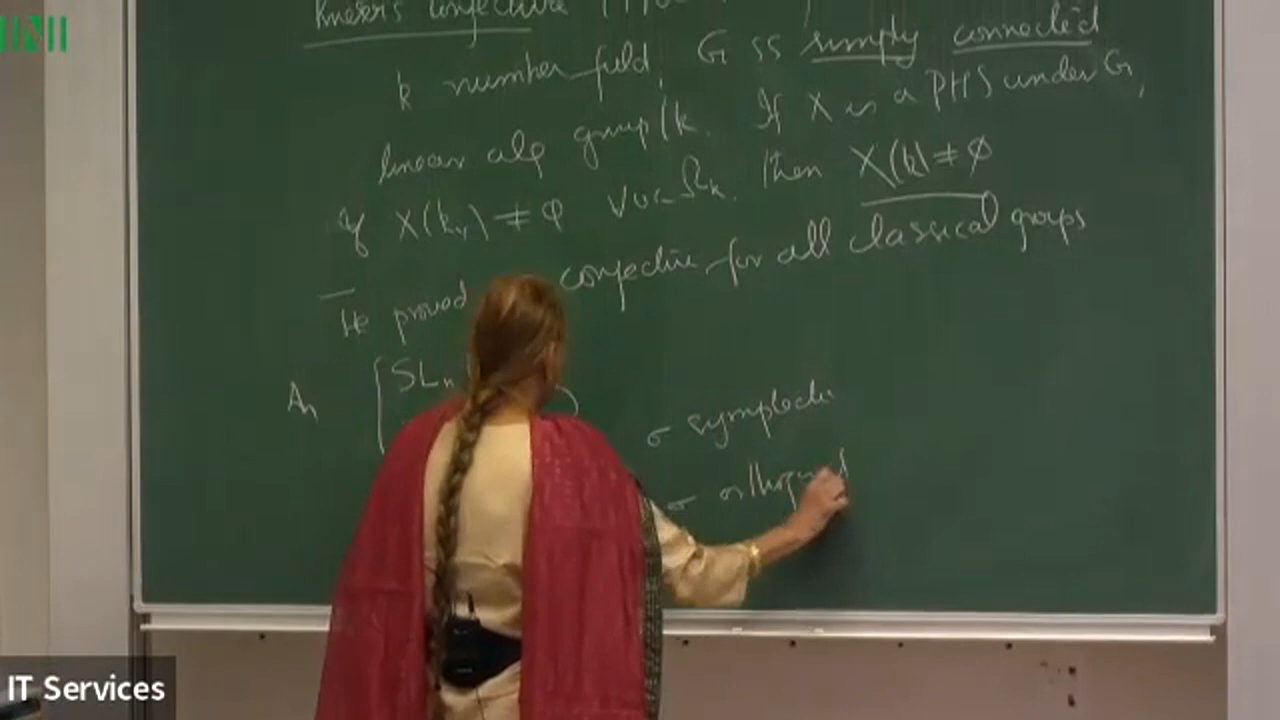 Kneser's conjecture
k number field, G ss simply connected
linear alg group/k. If X is a PHS under G,
If X(k_v) ≠ φ ∀ v ∈ Ω_k, then X(k) ≠ φ
He proved conjecture for all classical groups
A_n SL_n
σ symplectic
σ orthogonal
IT Services